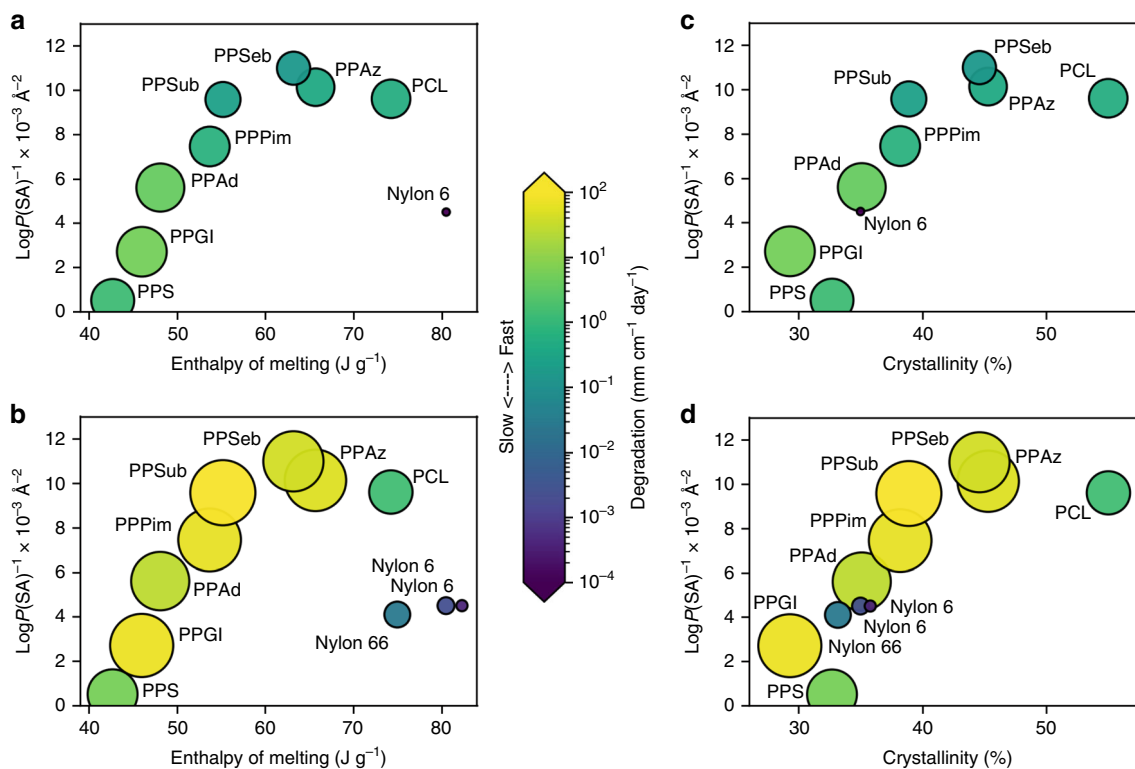 a
LogP(SA)⁻¹ × 10⁻³ Å⁻²
12
10
8
6
4
2
0
PPSeb
PPAz
PCL
PPSub
PPPim
PPAd
Nylon 6
PPGI
PPS
40
50
60
70
80
Enthalpy of melting (J g⁻¹)
b
LogP(SA)⁻¹ × 10⁻³ Å⁻²
12
10
8
6
4
2
0
PPSeb
PPAz
PPSub
PCL
PPPim
PPAd
Nylon 6
Nylon 6
Nylon 66
PPGI
PPS
40
50
60
70
80
Enthalpy of melting (J g⁻¹)
Slow <----> Fast
10²
10¹
10⁰
10⁻¹
10⁻²
10⁻³
10⁻⁴
Degradation (mm cm⁻¹ day⁻¹)
c
LogP(SA)⁻¹ × 10⁻³ Å⁻²
12
10
8
6
4
2
0
PPSeb
PCL
PPSub
PPAz
PPPim
PPAd
Nylon 6
PPGI
PPS
30
40
50
Crystallinity (%)
d
LogP(SA)⁻¹ × 10⁻³ Å⁻²
12
10
8
6
4
2
0
PPSeb
PPAz
PPSub
PCL
PPPim
PPAd
PPGI
Nylon 6
Nylon 6
Nylon 66
PPS
30
40
50
Crystallinity (%)